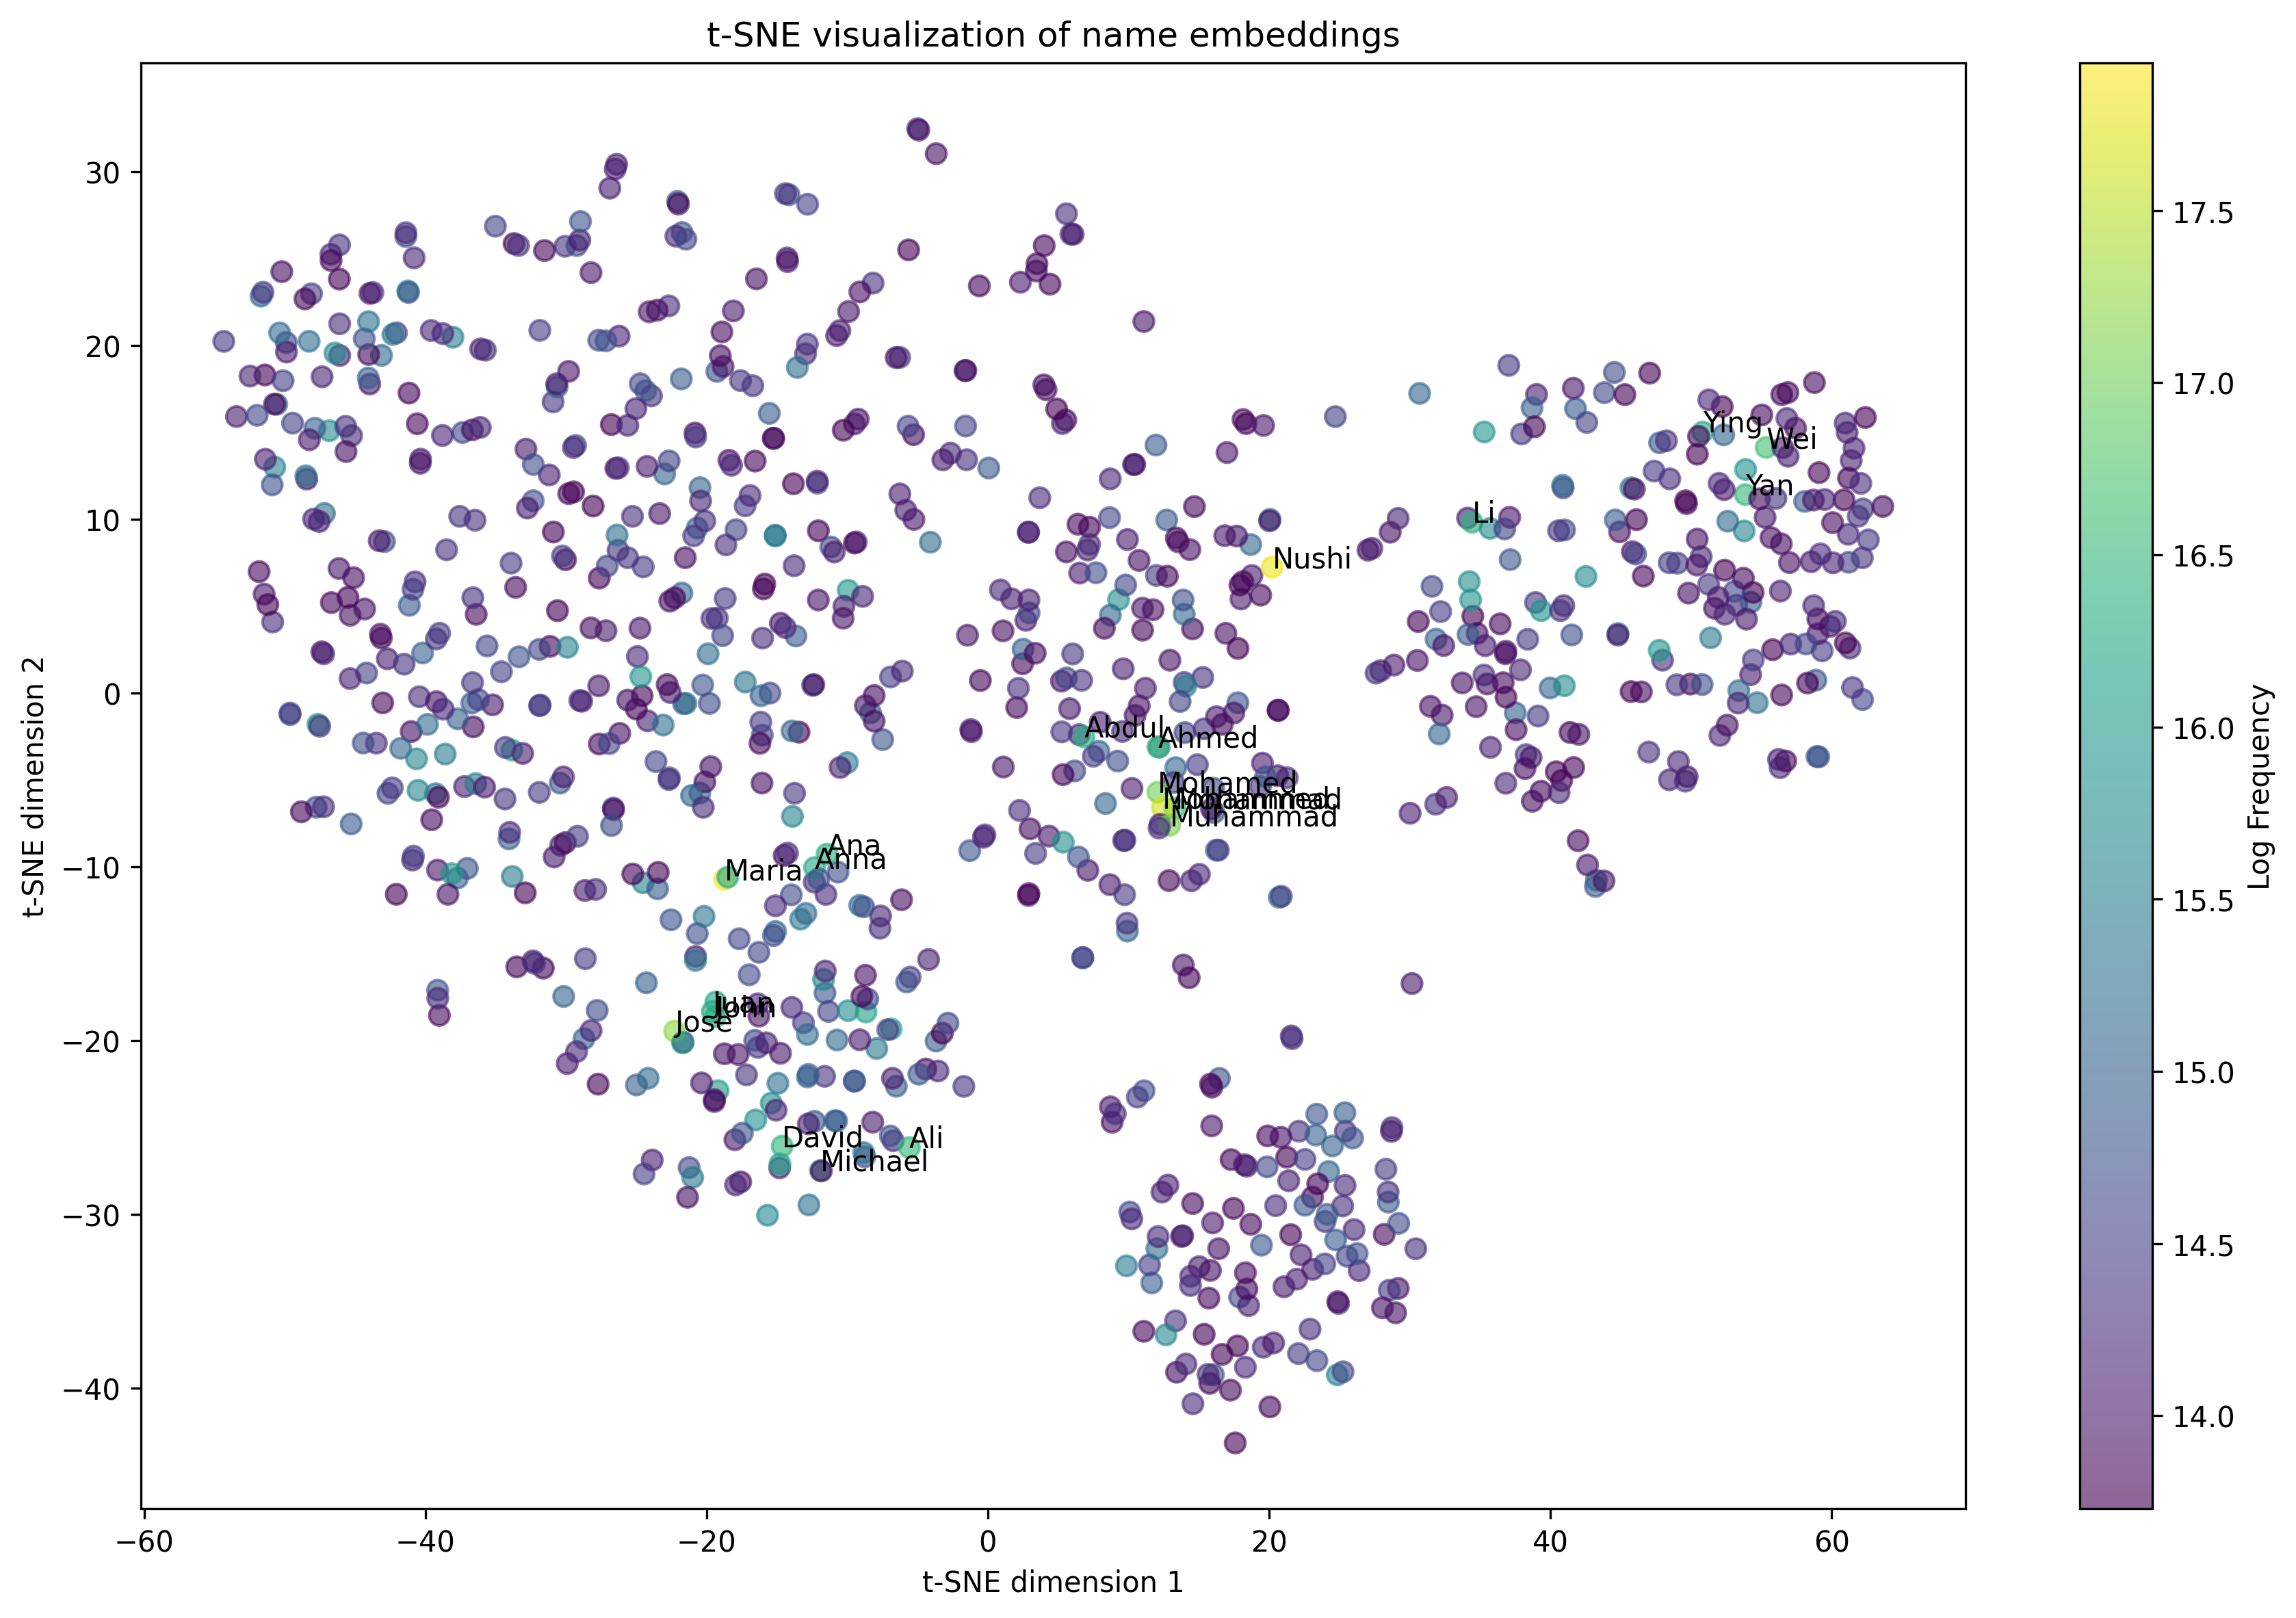 t-SNE visualization of name embeddings
30
20
10
0
−10
−20
−30
−40
t-SNE dimension 2
Ying
Wei
Yan
Li
Nushi
Abdul
Ahmed
Mohamed
Muhammad
Ana
Anna
Maria
Juan
John
Jose
David
Ali
Michael
−60
−40
−20
0
20
40
60
t-SNE dimension 1
17.5
17.0
16.5
16.0
15.5
15.0
14.5
14.0
Log Frequency